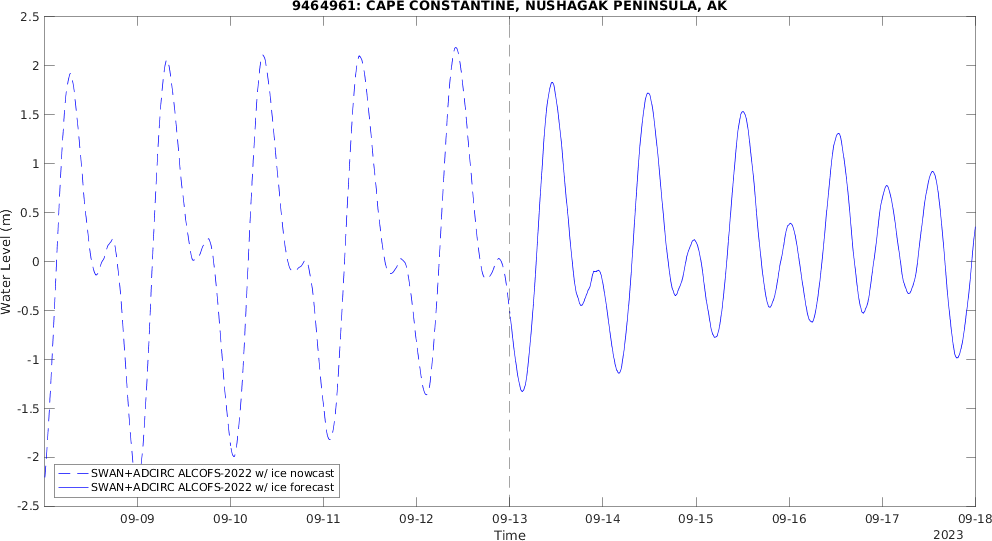 9464961: CAPE CONSTANTINE, NUSHAGAK PENINSULA, AK
2.5
2
1.5
1
0.5
0
-0.5
-1
-1.5
-2
-2.5
Water Level (m)
SWAN+ADCIRC ALCOFS-2022 w/ ice nowcast
SWAN+ADCIRC ALCOFS-2022 w/ ice forecast
09-09 09-10 09-11 09-12 09-13 09-14 09-15 09-16 09-17 09-18
Time
2023